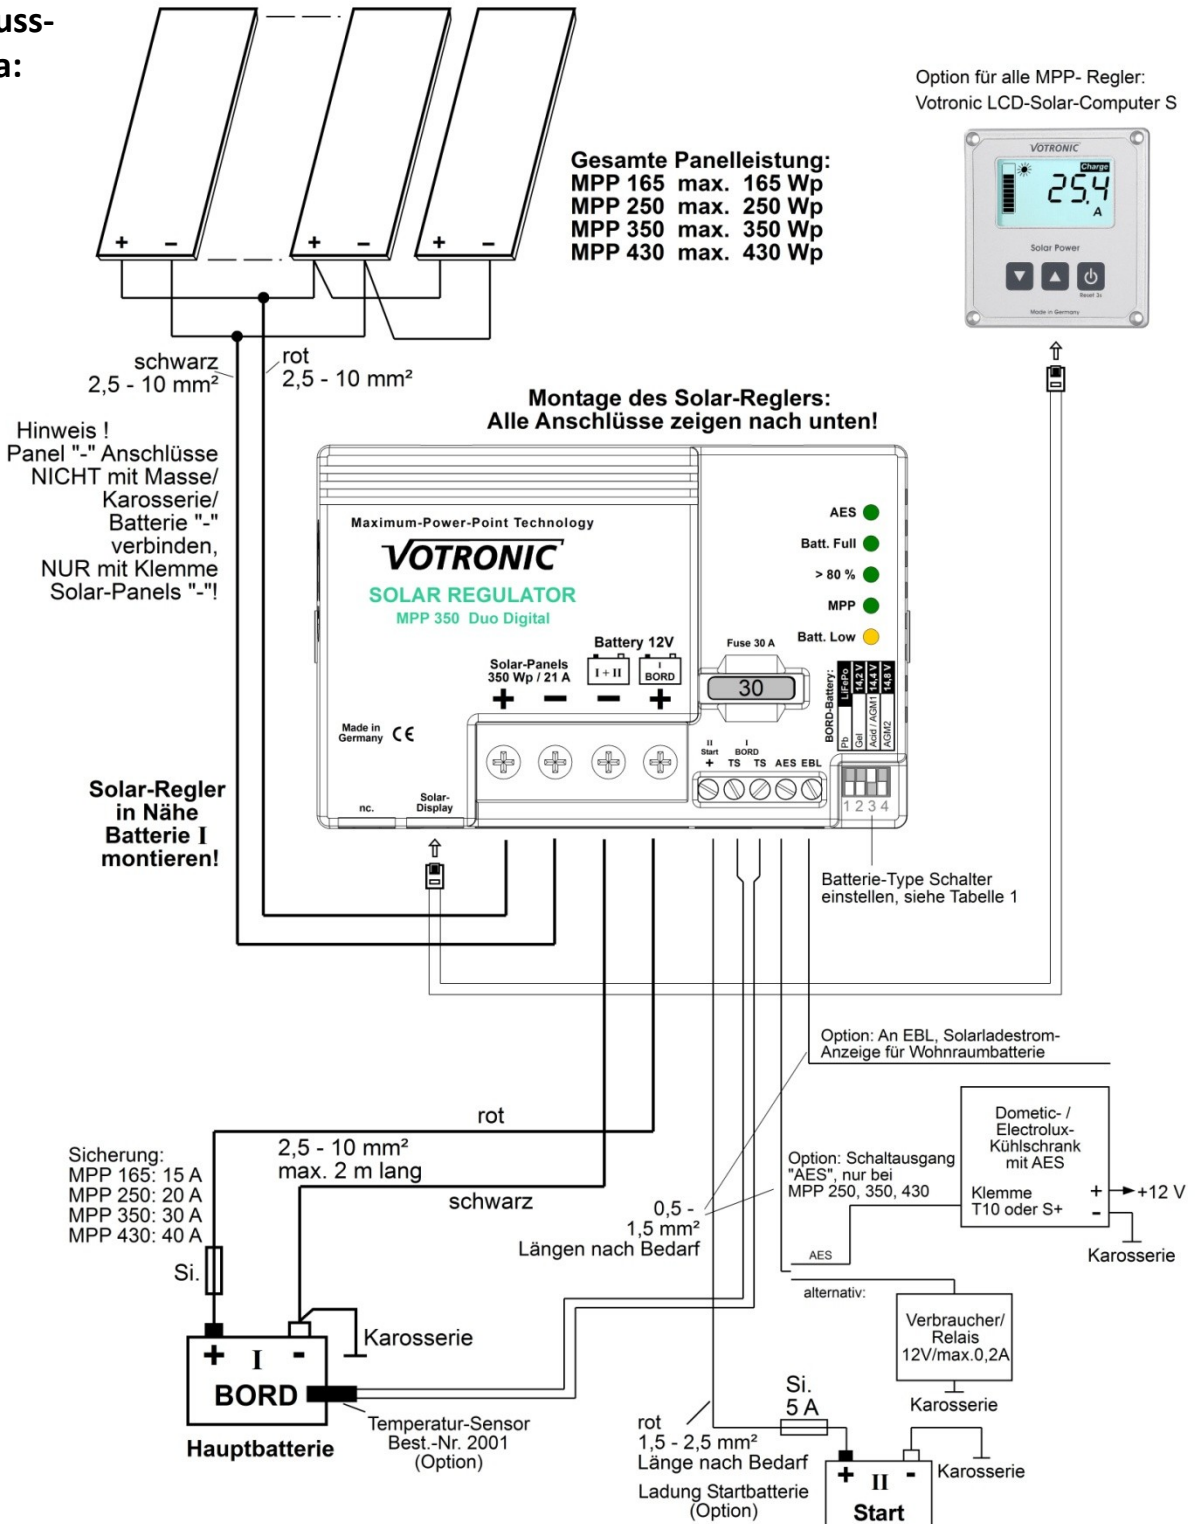 uss-
a:
Option für alle MPP- Regler:
Votronic LCD-Solar-Computer S
VOTRONIC
Charge
25,4
A
Solar Power
Reset 3s
Made in Germany
Gesamte Panelleistung:
MPP 165 max. 165 Wp
MPP 250 max. 250 Wp
MPP 350 max. 350 Wp
MPP 430 max. 430 Wp
+ − + − + −
schwarz
2,5 - 10 mm²
rot
2,5 - 10 mm²
Hinweis !
Panel "-" Anschlüsse
NICHT mit Masse/
Karosserie/
Batterie "-"
verbinden,
NUR mit Klemme
Solar-Panels "-"!
Montage des Solar-Reglers:
Alle Anschlüsse zeigen nach unten!
Maximum-Power-Point Technology
VOTRONIC
SOLAR REGULATOR
MPP 350 Duo Digital
AES
Batt. Full
> 80 %
MPP
Batt. Low
Battery 12V
Solar-Panels
350 Wp / 21 A
I + II
I
BORD
+ − − +
Fuse 30 A
30
BORD-Battery:
Pb LiFePo
Gel 14,2 V
Acid / AGM1 14,4 V
AGM2 14,8 V
Made in
Germany CE
II
Start
+
I
BORD
TS TS AES EBL
1 2 3 4
nc.
Solar-
Display
Solar-Regler
in Nähe
Batterie I
montieren!
Batterie-Type Schalter
einstellen, siehe Tabelle 1
Option: An EBL, Solarladestrom-
Anzeige für Wohnraumbatterie
rot
2,5 - 10 mm²
max. 2 m lang
schwarz
Sicherung:
MPP 165: 15 A
MPP 250: 20 A
MPP 350: 30 A
MPP 430: 40 A
Si.
Option: Schaltausgang
"AES", nur bei
MPP 250, 350, 430
0,5 -
1,5 mm²
Längen nach Bedarf
Dometic- /
Electrolux-
Kühlschrank
mit AES
Klemme
T10 oder S+
+
-
+12 V
Karosserie
AES
alternativ:
Verbraucher/
Relais
12V/max.0,2A
Karosserie
Karosserie
+ I -
BORD
Hauptbatterie
Temperatur-Sensor
Best.-Nr. 2001
(Option)
Si.
5 A
rot
1,5 - 2,5 mm²
Länge nach Bedarf
Ladung Startbatterie
(Option)
+ II -
Start
Karosserie